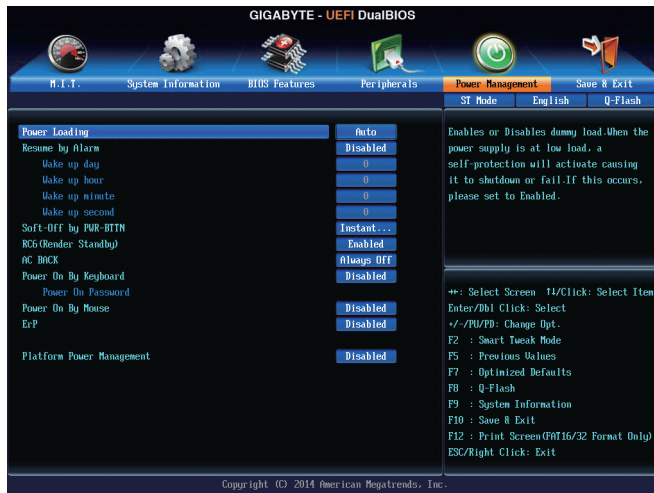 GIGABYTE - UEFI DualBIOS
M.I.T. System Information BIOS Features Peripherals Power Management Save & Exit
ST Mode English Q-Flash
Power Loading Auto
Resume by Alarm Disabled
Wake up day 0
Wake up hour 0
Wake up minute 0
Wake up second 0
Soft-Off by PWR-BTTN Instant...
RC6(Render Standby) Enabled
AC BACK Always Off
Power On By Keyboard Disabled
Power On Password
Power On By Mouse Disabled
ErP Disabled
Platform Power Management Disabled
Enables or Disables dummy load.When the
power supply is at low load, a
self-protection will activate causing
it to shutdown or fail.If this occurs,
please set to Enabled.
→←: Select Screen ↑↓/Click: Select Item
Enter/Dbl Click: Select
+/-/PU/PD: Change Opt.
F2 : Smart Tweak Mode
F5 : Previous Values
F7 : Optimized Defaults
F8 : Q-Flash
F9 : System Information
F10 : Save & Exit
F12 : Print Screen(FAT16/32 Format Only)
ESC/Right Click: Exit
Copyright (C) 2014 American Megatrends, Inc.